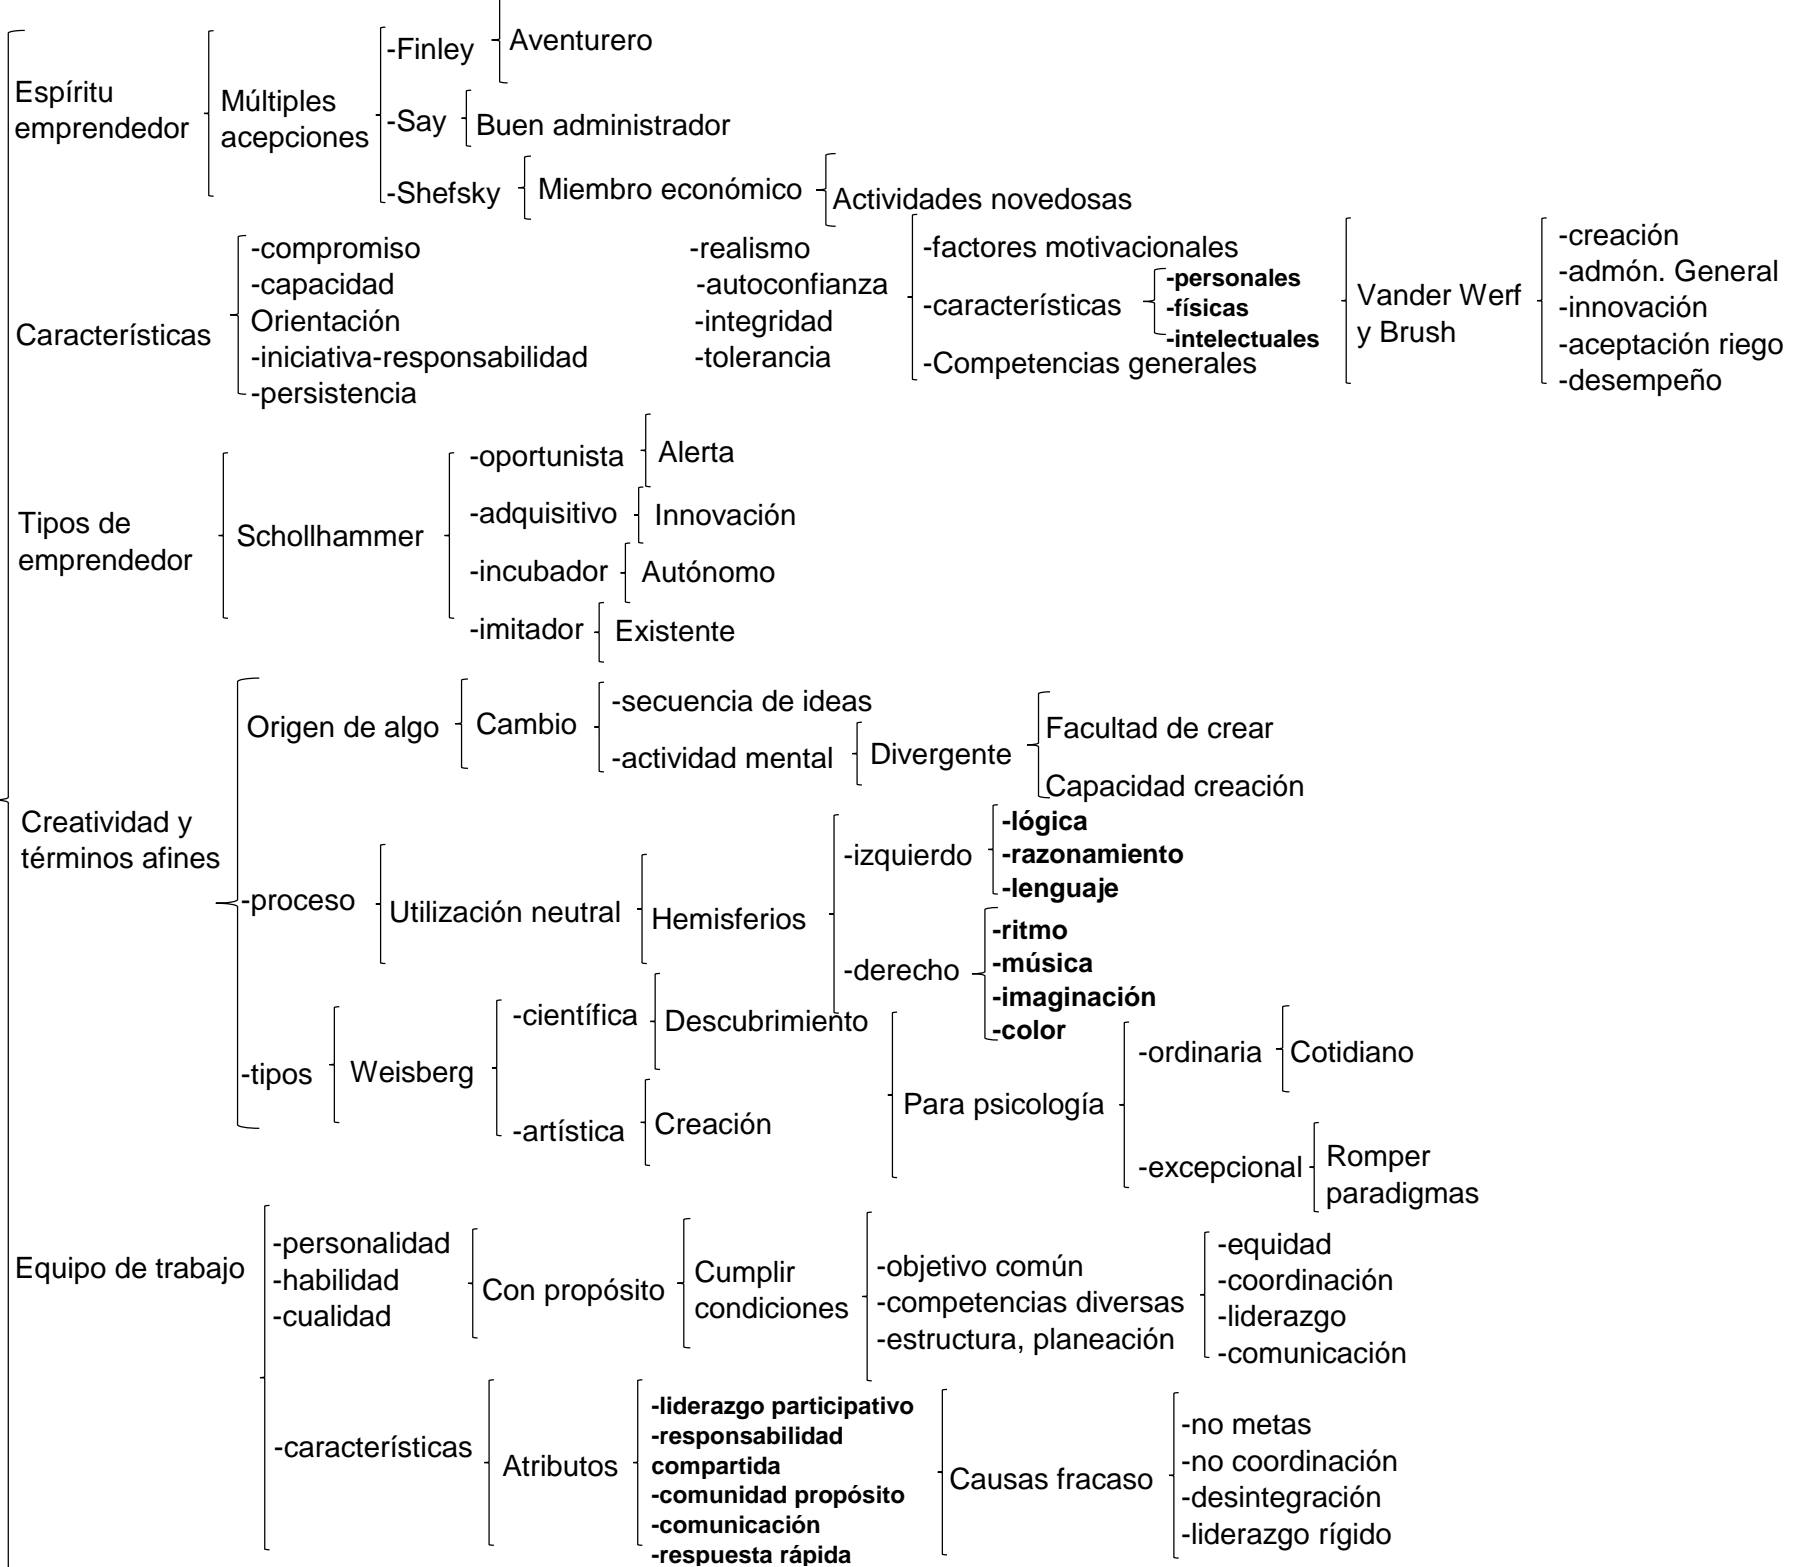 Espíritu
emprendedor
Múltiples
acepciones
-Finley
Aventurero
-Say
Buen administrador
-Shefsky
Miembro económico
Actividades novedosas
Características
-compromiso
-capacidad
Orientación
-iniciativa-responsabilidad
-persistencia
-realismo
-autoconfianza
-integridad
-tolerancia
-factores motivacionales
-características
-personales
-físicas
-intelectuales
-Competencias generales
Vander Werf
y Brush
-creación
-admón. General
-innovación
-aceptación riego
-desempeño
Tipos de
emprendedor
Schollhammer
-oportunista
Alerta
-adquisitivo
Innovación
-incubador
Autónomo
-imitador
Existente
Creatividad y
términos afines
Origen de algo
Cambio
-secuencia de ideas
-actividad mental
Divergente
Facultad de crear
Capacidad creación
-proceso
Utilización neutral
Hemisferios
-izquierdo
-lógica
-razonamiento
-lenguaje
-derecho
-ritmo
-música
-imaginación
-color
-tipos
Weisberg
-científica
Descubrimiento
-artística
Creación
Para psicología
-ordinaria
Cotidiano
-excepcional
Romper
paradigmas
Equipo de trabajo
-personalidad
-habilidad
-cualidad
Con propósito
Cumplir
condiciones
-objetivo común
-competencias diversas
-estructura, planeación
-equidad
-coordinación
-liderazgo
-comunicación
-características
Atributos
-liderazgo participativo
-responsabilidad
compartida
-comunidad propósito
-comunicación
-respuesta rápida
Causas fracaso
-no metas
-no coordinación
-desintegración
-liderazgo rígido